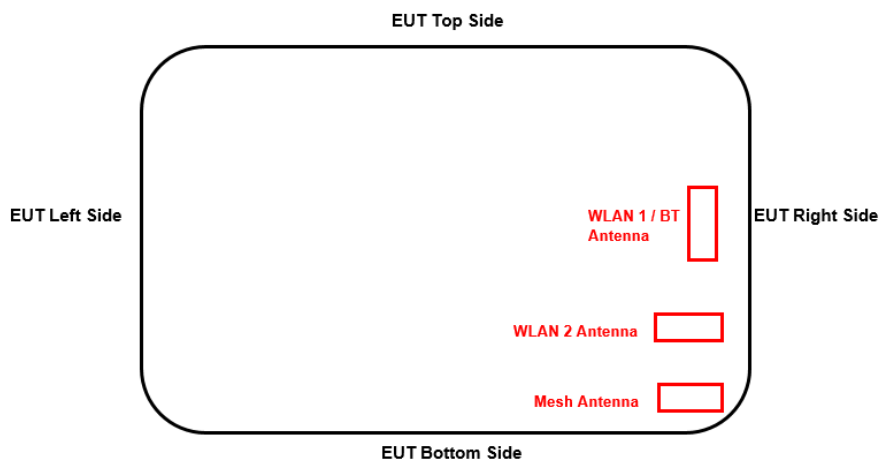 EUT Top Side
EUT Left Side
WLAN 1 / BT
Antenna
EUT Right Side
WLAN 2 Antenna
Mesh Antenna
EUT Bottom Side